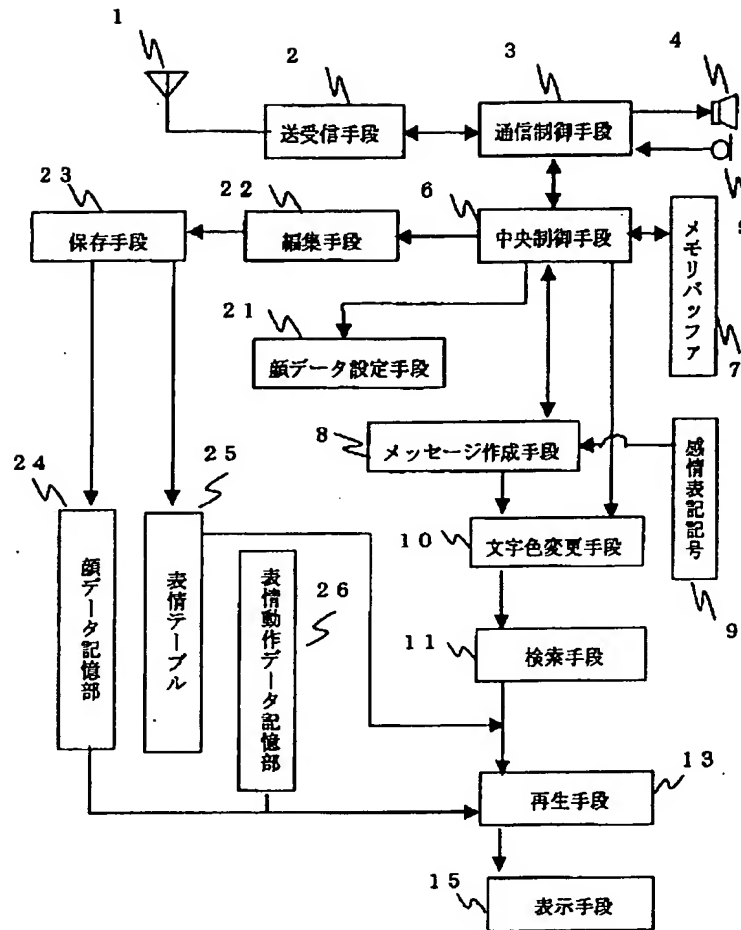 1
2
3
4
送受信手段
通信制御手段
23
22
6
保存手段
編集手段
中央制御手段
メモリバッファ
7
21
顔データ設定手段
8
メッセージ作成手段
感情表記記号
9
24
25
10
文字色変更手段
顔データ記憶部
表情テーブル
表情動作データ記憶部
26
11
検索手段
13
再生手段
15
表示手段